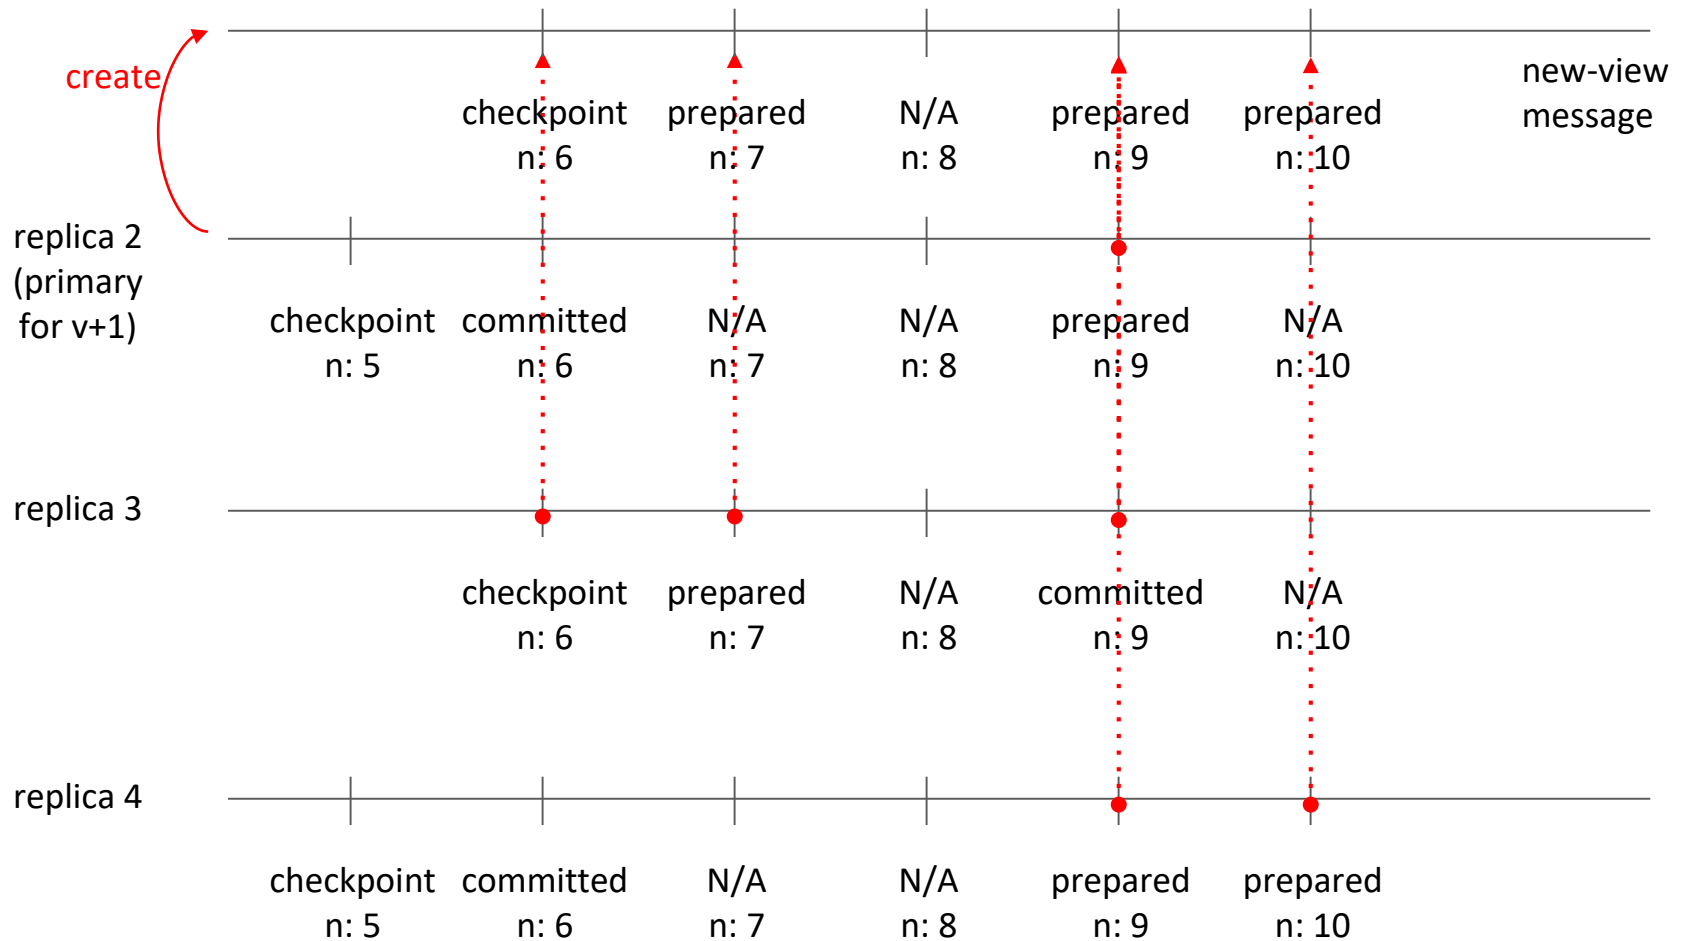 create
checkpoint prepared N/A prepared prepared
n: 6 n: 7 n: 8 n: 9 n: 10
new-view
message
replica 2
(primary
for v+1)
checkpoint committed N/A N/A prepared N/A
n: 5 n: 6 n: 7 n: 8 n: 9 n: 10
replica 3
checkpoint prepared N/A committed N/A
n: 6 n: 7 n: 8 n: 9 n: 10
replica 4
checkpoint committed N/A N/A prepared prepared
n: 5 n: 6 n: 7 n: 8 n: 9 n: 10